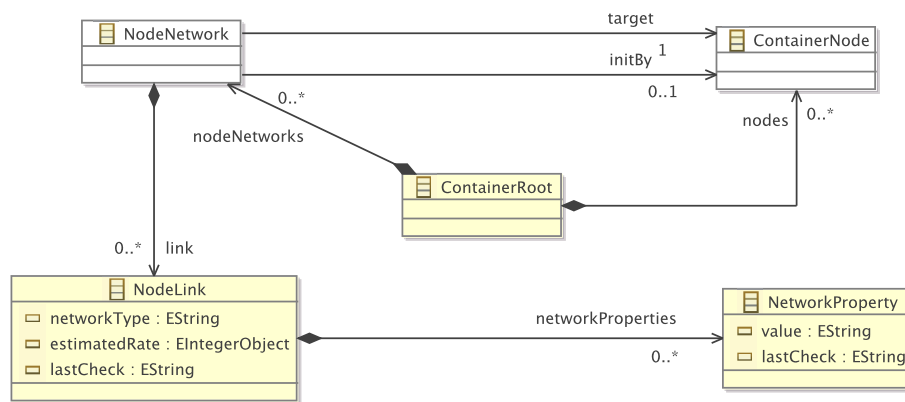 target
NodeNetwork
ContainerNode
1
initBy
0..1
0..*
nodes
0..*
nodeNetworks
ContainerRoot
0..*
link
NodeLink
networkType : EString
estimatedRate : EIntegerObject
lastCheck : EString
networkProperties
0..*
NetworkProperty
value : EString
lastCheck : EString